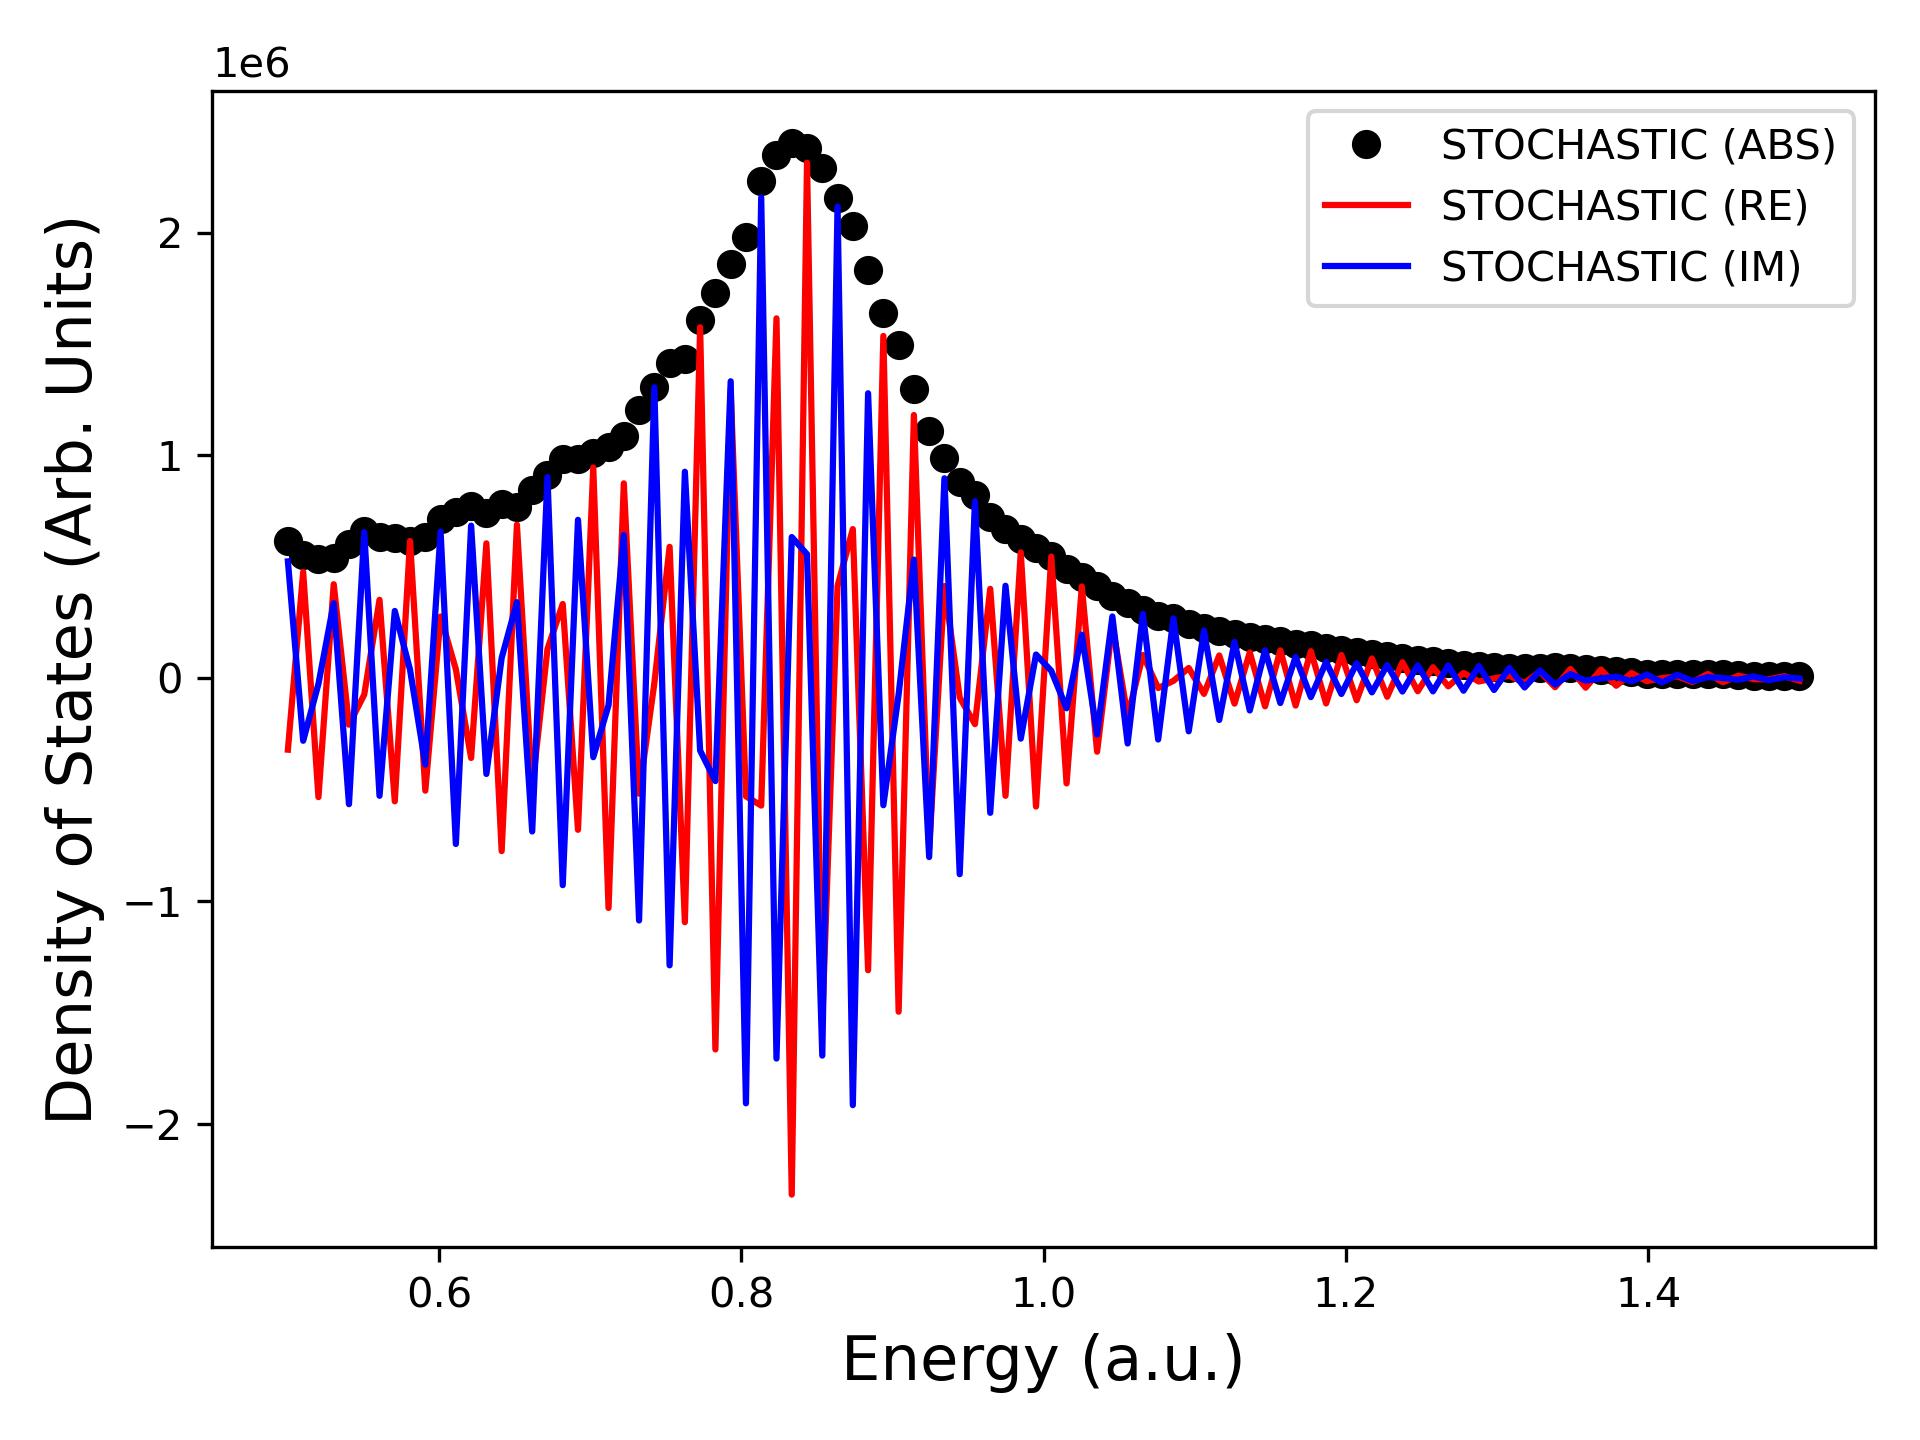 1e6
Density of States (Arb. Units)
2
1
0
−1
−2
STOCHASTIC (ABS)
STOCHASTIC (RE)
STOCHASTIC (IM)
0.6 0.8 1.0 1.2 1.4
Energy (a.u.)